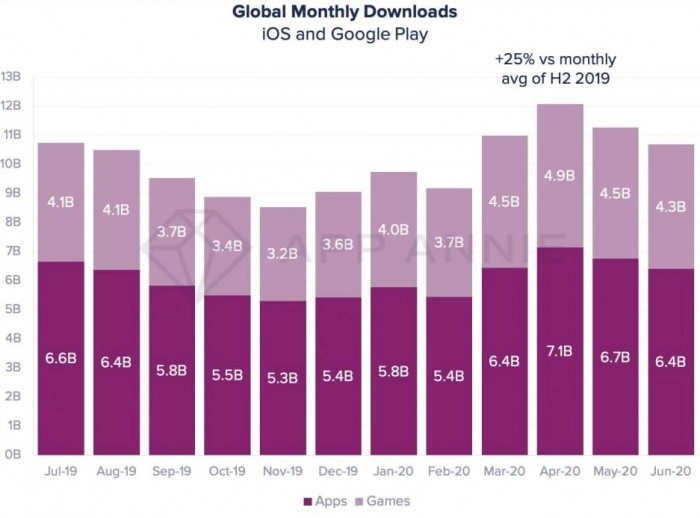 Global Monthly Downloads
iOS and Google Play
+25% vs monthly
avg of H2 2019
13B
12B
11B
10B
9B
8B
7B
6B
5B
4B
3B
2B
1B
0B
4.1B 4.1B 3.7B 3.4B 3.2B 3.6B 4.0B 3.7B 4.5B 4.9B 4.5B 4.3B
APP ANNIE
6.6B 6.4B 5.8B 5.5B 5.3B 5.4B 5.8B 5.4B 6.4B 7.1B 6.7B 6.4B
Jul-19 Aug-19 Sep-19 Oct-19 Nov-19 Dec-19 Jan-20 Feb-20 Mar-20 Apr-20 May-20 Jun-20
Apps Games